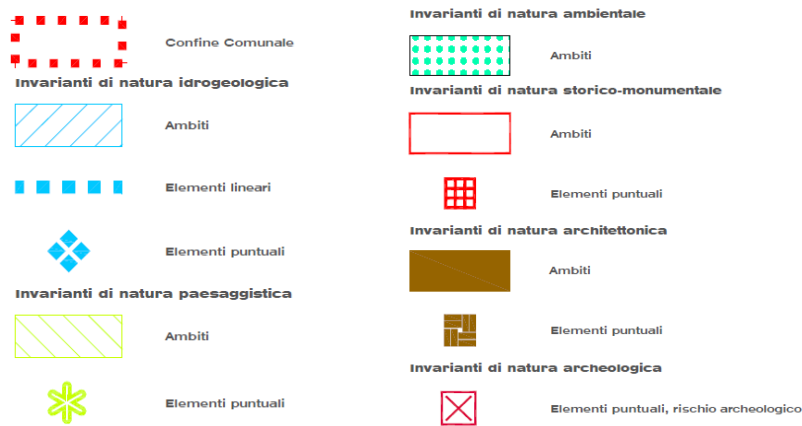 Confine Comunale
Invarianti di natura idrogeologica
Ambiti
Elementi lineari
Elementi puntuali
Invarianti di natura paesaggistica
Ambiti
Elementi puntuali
Invarianti di natura ambientale
Ambiti
Invarianti di natura storico-monumentale
Ambiti
Elementi puntuali
Invarianti di natura architettonica
Ambiti
Elementi puntuali
Invarianti di natura archeologica
Elementi puntuali, rischio archeologico